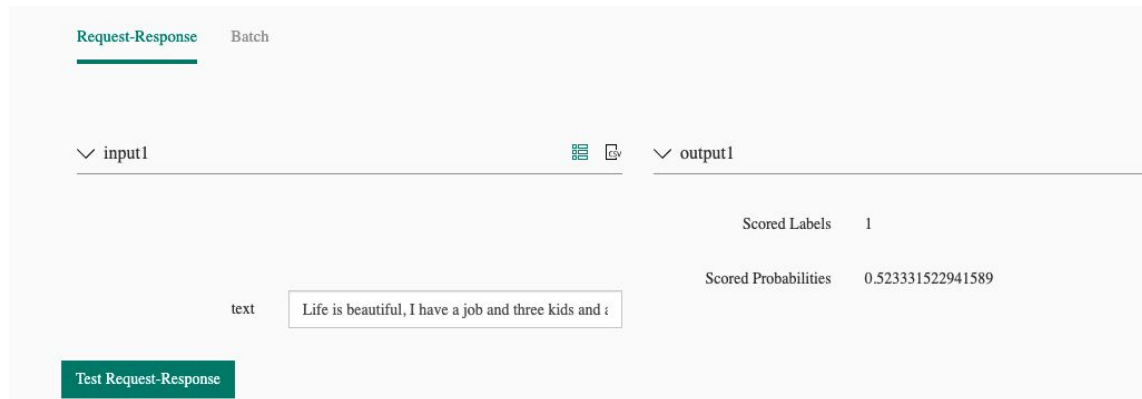 Request-Response Batch
input1
CSV
output1
Scored Labels 1
Scored Probabilities 0.523331522941589
text Life is beautiful, I have a job and three kids and
Test Request-Response